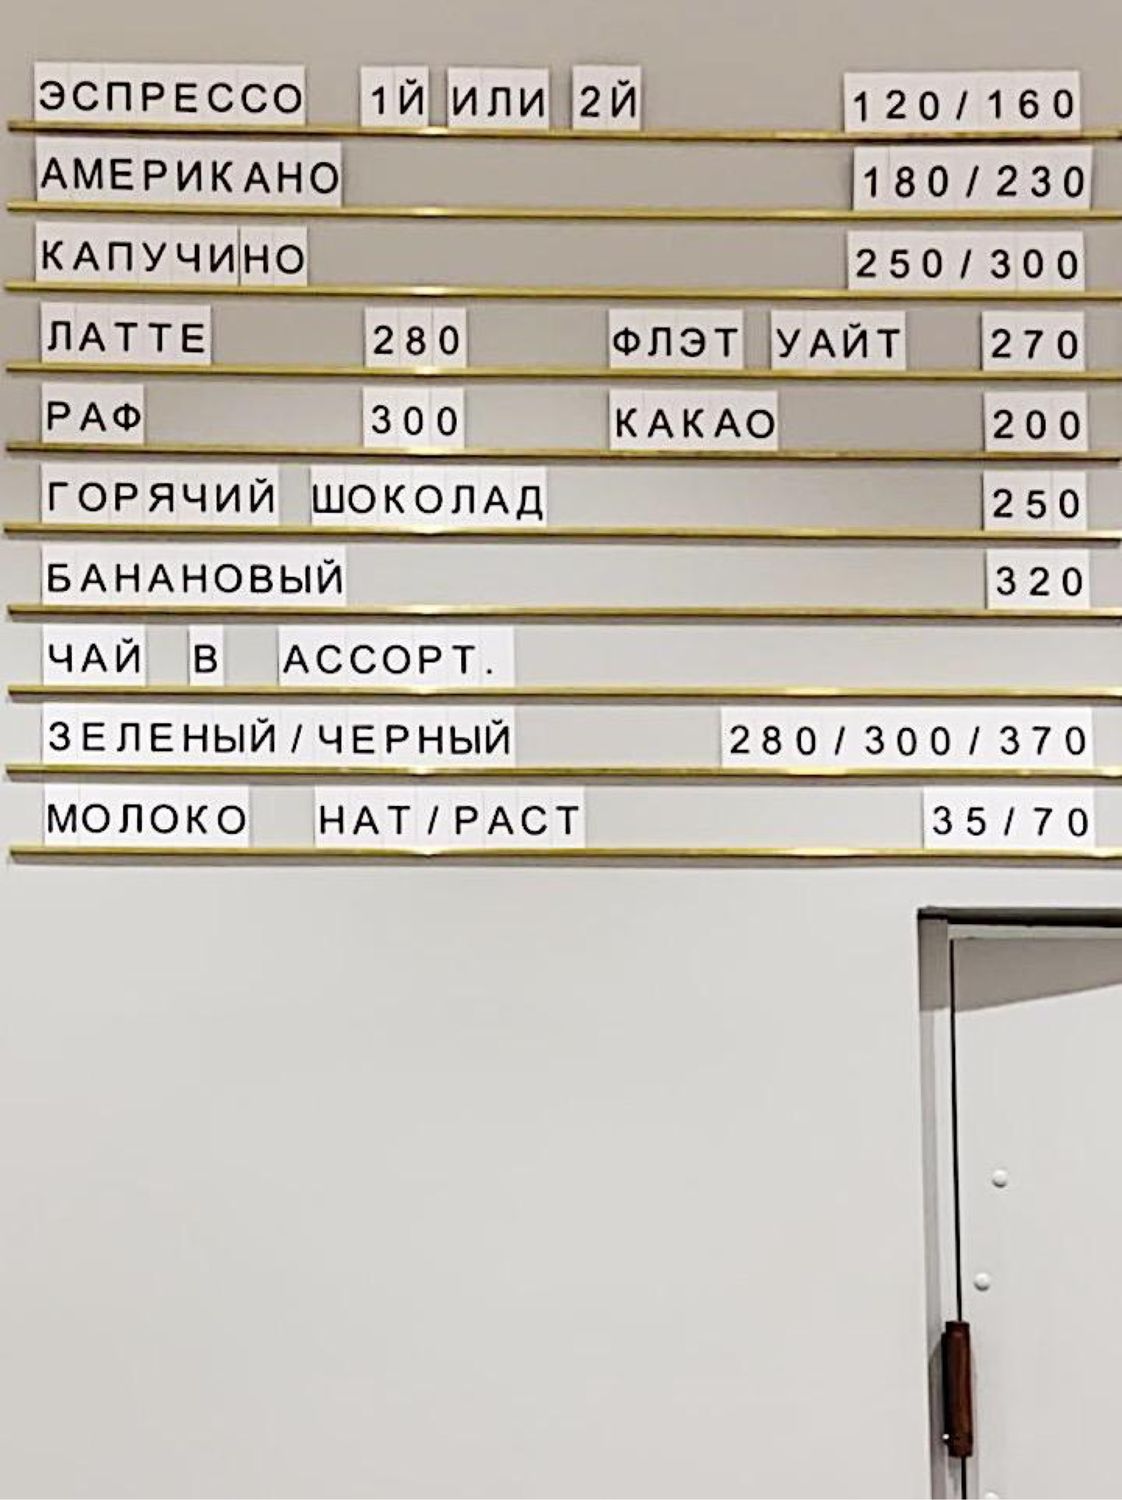 ЭСПРЕССО 1Й ИЛИ 2Й 120/160
АМЕРИКАНО 180/230
КАПУЧИНО 250/300
ЛАТТЕ 280 ФЛЭТ УАЙТ 270
РАФ 300 КАКАО 200
ГОРЯЧИЙ ШОКОЛАД 250
БАНАНОВЫЙ 320
ЧАЙ В АССОРТ.
ЗЕЛЕНЫЙ/ЧЕРНЫЙ 280/300/370
МОЛОКО НАТ/РАСТ 35/70